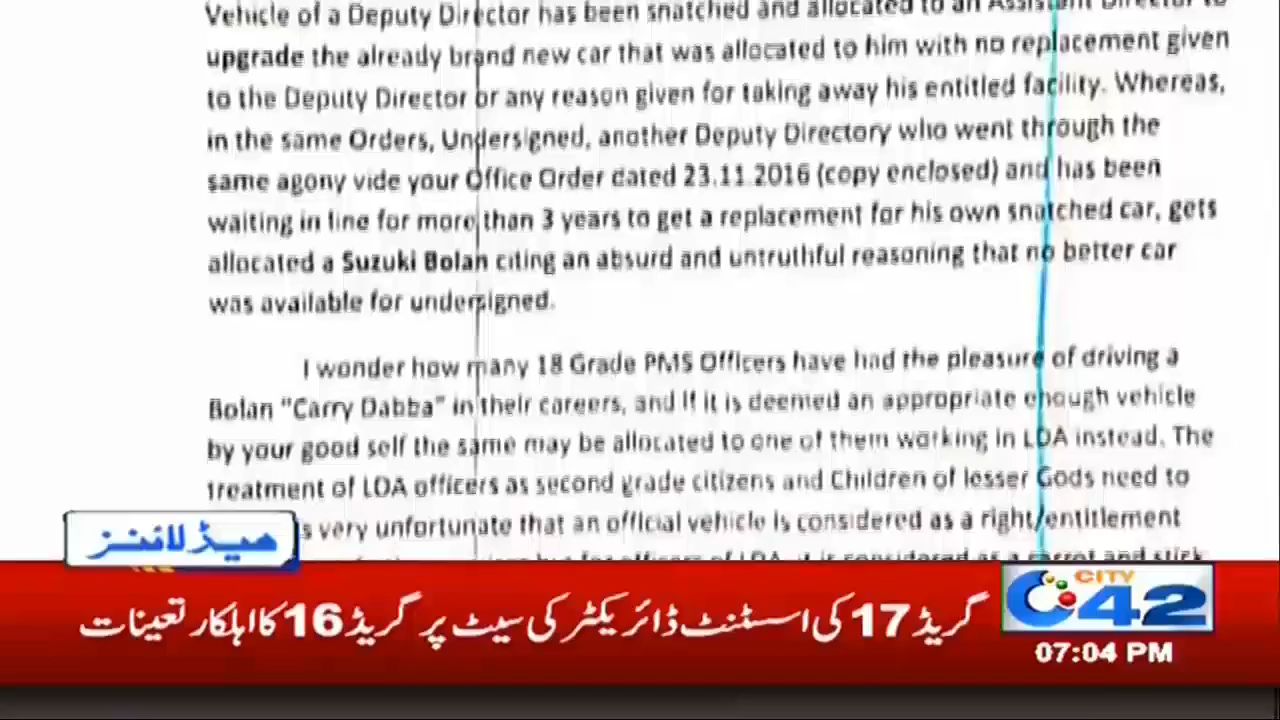 Vehicle of a Deputy Director has been snatched and allocated to an Assistant Director to
upgrade the already brand new car that was allocated to him with no replacement given
to the Deputy Director or any reason given for taking away his entitled facility. Whereas,
in the same Orders, Undersigned, another Deputy Directory who went through the
same agony vide your Office Order dated 23.11.2016 (copy enclosed) and has been
waiting in line for more than 3 years to get a replacement for his own snatched car, gets
allocated a Suzuki Bolan citing an absurd and untruthful reasoning that no better car
was available for undersigned.
I wonder how many 18 Grade PMS Officers have had the pleasure of driving a
Bolan "Carry Dabba" in their careers, and if it is deemed an appropriate enough vehicle
by your good self the same may be allocated to one of them working in LDA instead. The
treatment of LDA officers as second grade citizens and Children of lesser Gods need to
very unfortunate that an official vehicle is considered as a right/entitlement
officers of LDA, it is considered as a carrot and stick
ہیڈلائنز
گریڈ 17 کی اسسٹنٹ ڈائریکٹر کی سیٹ پر گریڈ 16 کا اہلکار تعینات
CITY
42
07:04 PM